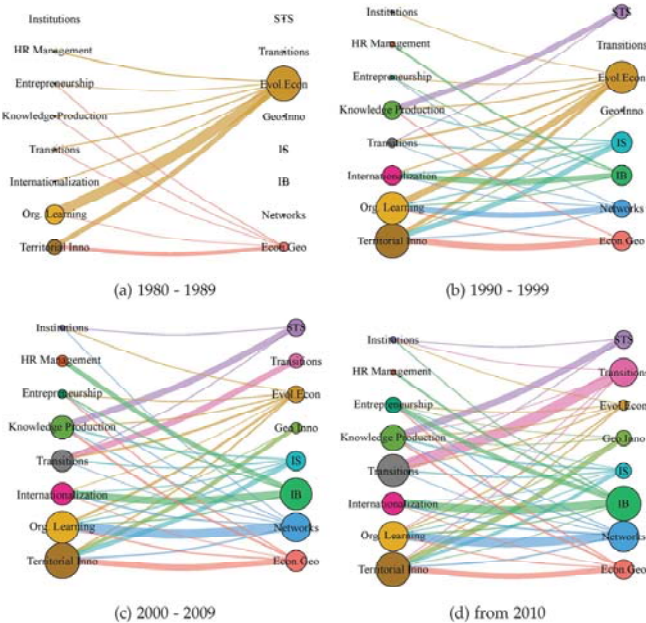 Institutions STS
HR Management Transitions
Entrepreneurship Evol Econ
Knowledge Production Geo Inno
Transitions IS
Internationalization IB
Org. Learning Networks
Territorial Inno Econ Geo
(a) 1980 - 1989
Institutions STS
HR Management Transitions
Entrepreneurship Evol Econ
Knowledge Production Geo Inno
Transitions IS
Internationalization IB
Org. Learning Networks
Territorial Inno Econ Geo
(b) 1990 - 1999
Institutions STS
HR Management Transitions
Entrepreneurship Evol Econ
Knowledge Production Geo Inno
Transitions IS
Internationalization IB
Org. Learning Networks
Territorial Inno Econ Geo
(c) 2000 - 2009
Institutions STS
HR Management Transitions
Entrepreneurship Evol Econ
Knowledge Production Geo Inno
Transitions IS
Internationalization IB
Org. Learning Networks
Territorial Inno Econ Geo
(d) from 2010